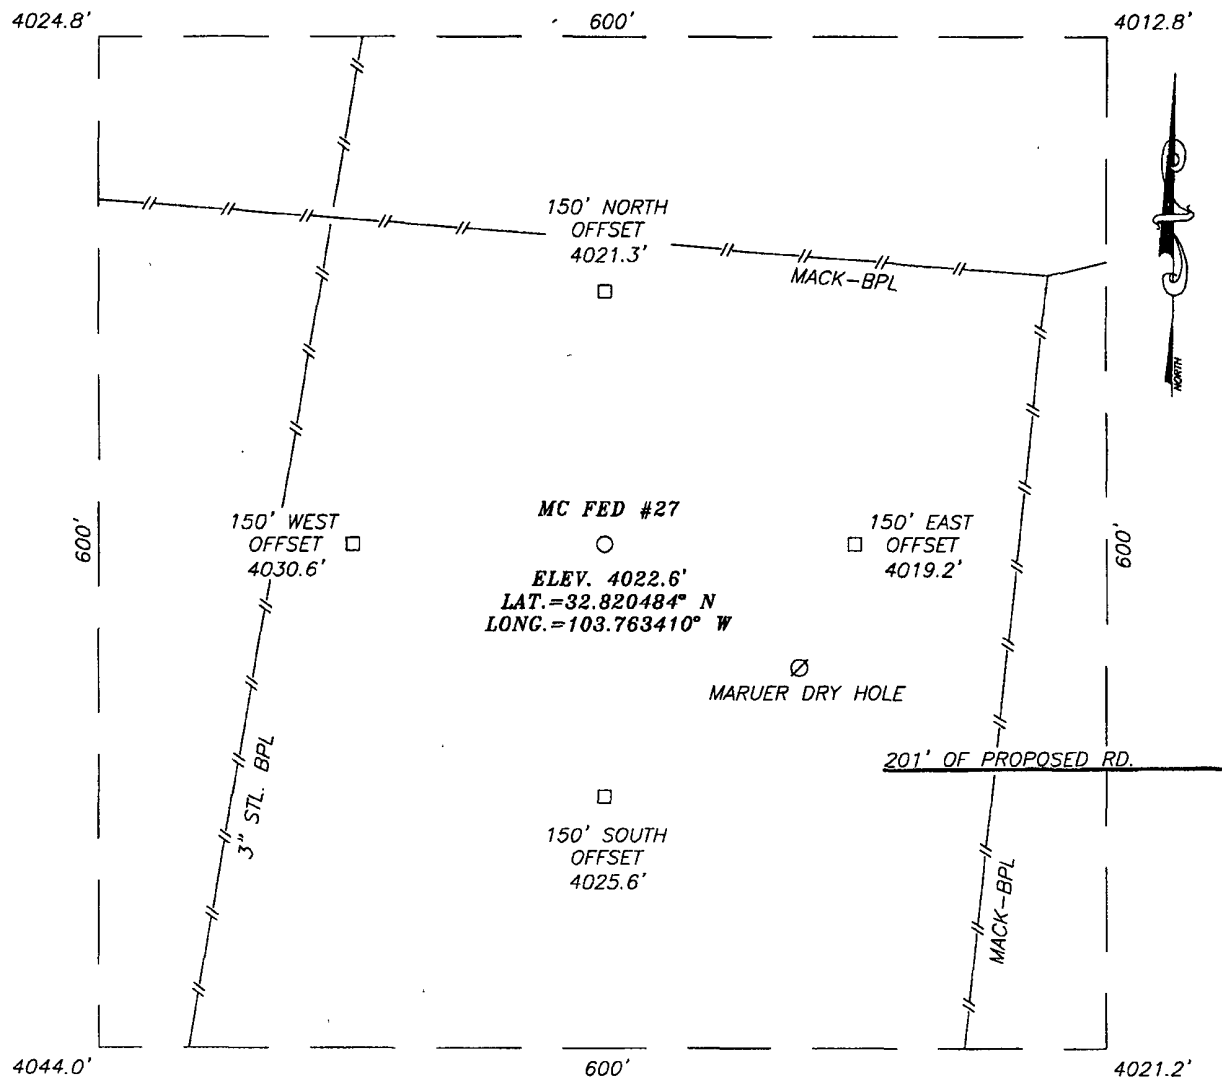 4024.8'
600'
4012.8'
150' NORTH
OFFSET
4021.3'
MACK-BPL
NORTH
600'
150' WEST
OFFSET
4030.6'
MC FED #27
ELEV. 4022.6'
LAT.=32.820484° N
LONG.=103.763410° W
150' EAST
OFFSET
4019.2'
600'
MARUER DRY HOLE
201' OF PROPOSED RD.
3" STL. BPL
150' SOUTH
OFFSET
4025.6'
MACK-BPL
4044.0'
600'
4021.2'